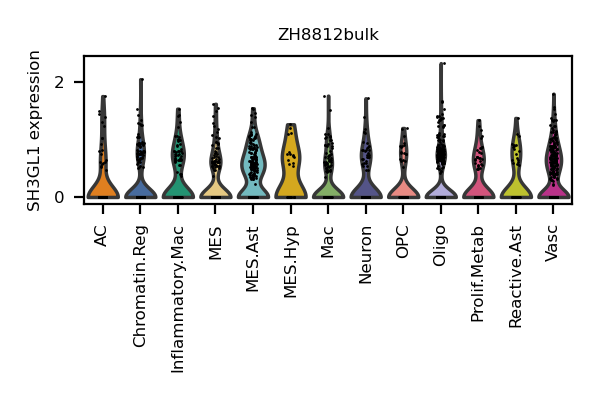 ZH8812bulk
SH3GL1 expression
2
0
AC
Chromatin.Reg
Inflammatory.Mac
MES
MES.Ast
MES.Hyp
Mac
Neuron
OPC
Oligo
Prolif.Metab
Reactive.Ast
Vasc